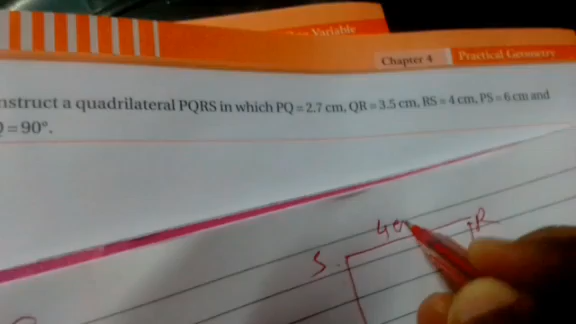 Variable
Chapter 4 Practical Geometry
nstruct a quadrilateral PQRS in which PQ = 2.7 cm, QR = 3.5 cm, RS = 4 cm, PS = 6 cm and
= 90°.
4c
S R